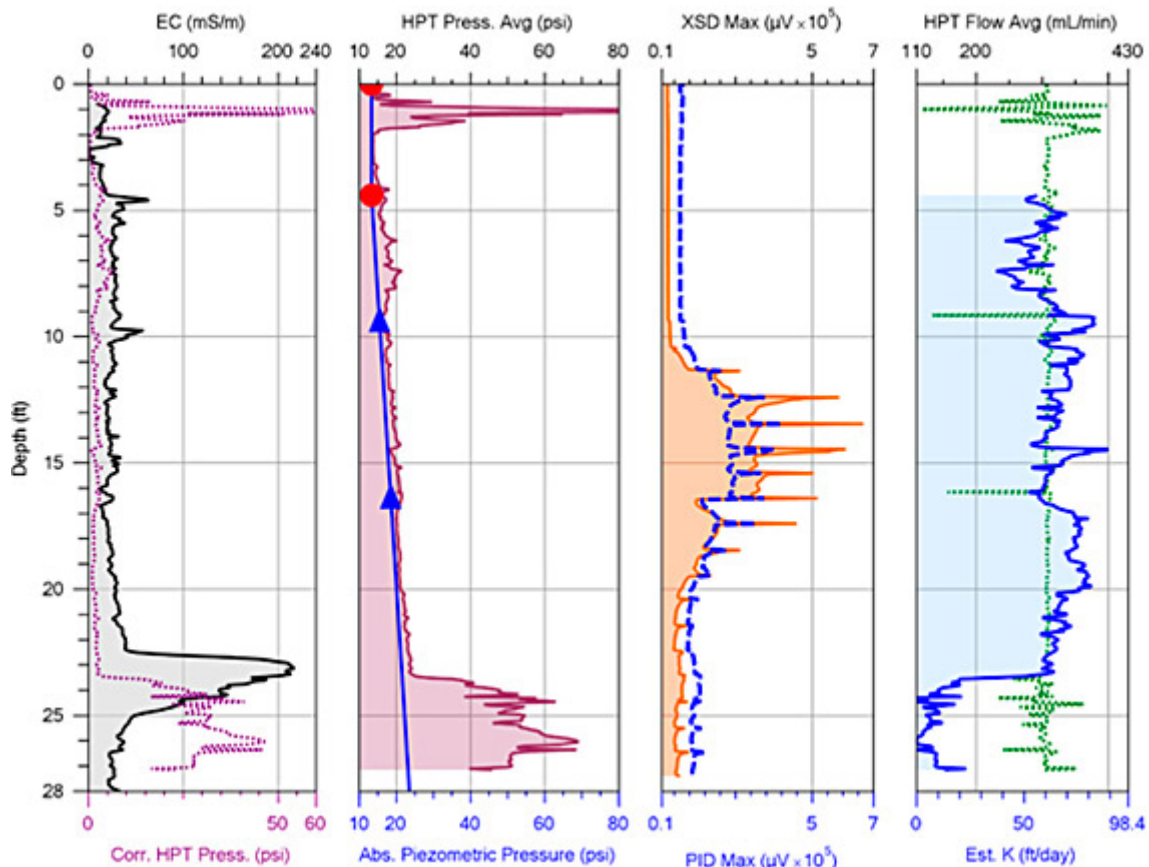 EC (mS/m) HPT Press. Avg (psi) XSD Max (µV × 10⁵) HPT Flow Avg (mL/min)
0 100 200 240 10 20 40 60 80 0.1 5 7 110 200 430
0
5
10
15
20
25
28
Depth (ft)
0 100 60 10 20 40 60 80 0.1 5 7 0 50 98.4
Corr. HPT Press. (psi) Abs. Piezometric Pressure (psi) PID Max (µV × 10⁵) Est. K (ft/day)